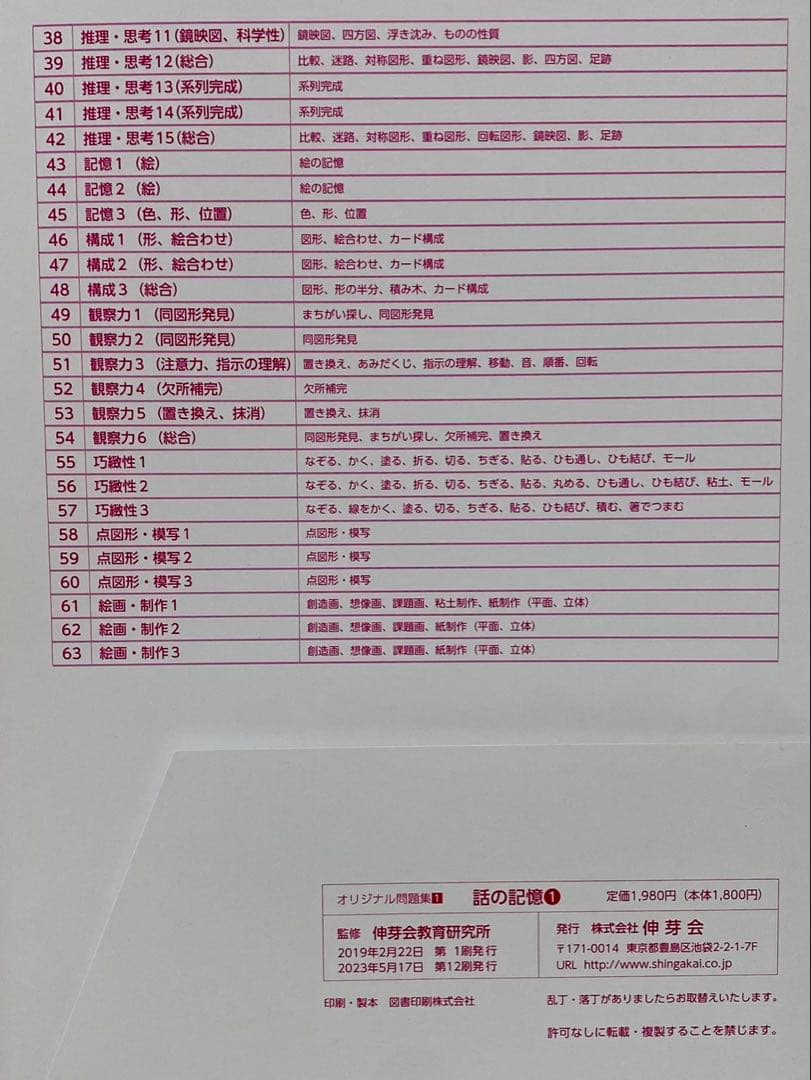 38 推理・思考11(鏡映図、科学性) 鏡映図、四方図、浮き沈み、ものの性質
39 推理・思考12(総合) 比較、迷路、対称図形、重ね図形、鏡映図、影、四方図、足跡
40 推理・思考13(系列完成) 系列完成
41 推理・思考14(系列完成) 系列完成
42 推理・思考15(総合) 比較、迷路、対称図形、重ね図形、回転図形、鏡映図、影、足跡
43 記憶1(絵) 絵の記憶
44 記憶2(絵) 絵の記憶
45 記憶3(色、形、位置) 色、形、位置
46 構成1(形、絵合わせ) 図形、絵合わせ、カード構成
47 構成2(形、絵合わせ) 図形、絵合わせ、カード構成
48 構成3(総合) 図形、形の半分、積み木、カード構成
49 観察力1(同図形発見) まちがい探し、同図形発見
50 観察力2(同図形発見) 同図形発見
51 観察力3(注意力、指示の理解) 置き換え、あみだくじ、指示の理解、移動、音、順番、回転
52 観察力4(欠所補完) 欠所補完
53 観察力5(置き換え、抹消) 置き換え、抹消
54 観察力6(総合) 同図形発見、まちがい探し、欠所補完、置き換え
55 巧緻性1 なぞる、かく、塗る、折る、切る、ちぎる、貼る、ひも通し、ひも結び、モール
56 巧緻性2 なぞる、かく、塗る、折る、切る、ちぎる、貼る、丸める、ひも通し、ひも結び、粘土、モール
57 巧緻性3 なぞる、線をかく、塗る、切る、ちぎる、貼る、ひも結び、積む、箸でつまむ
58 点図形・模写1 点図形・模写
59 点図形・模写2 点図形・模写
60 点図形・模写3 点図形・模写
61 絵画・制作1 創造画、想像画、課題画、粘土制作、紙制作(平面、立体)
62 絵画・制作2 創造画、想像画、課題画、紙制作(平面、立体)
63 絵画・制作3 創造画、想像画、課題画、紙制作(平面、立体)
オリジナル問題集1 話の記憶❶ 定価1,980円(本体1,800円)
監修 伸芽会教育研究所
2019年2月22日 第 1刷発行
2023年5月17日 第12刷発行
発行 株式会社 伸芽会
〒171-0014 東京都豊島区池袋2-2-1-7F
URL http://www.shingakai.co.jp
印刷・製本 図書印刷株式会社
乱丁・落丁がありましたらお取替えいたします。
許可なしに転載・複製することを禁じます。